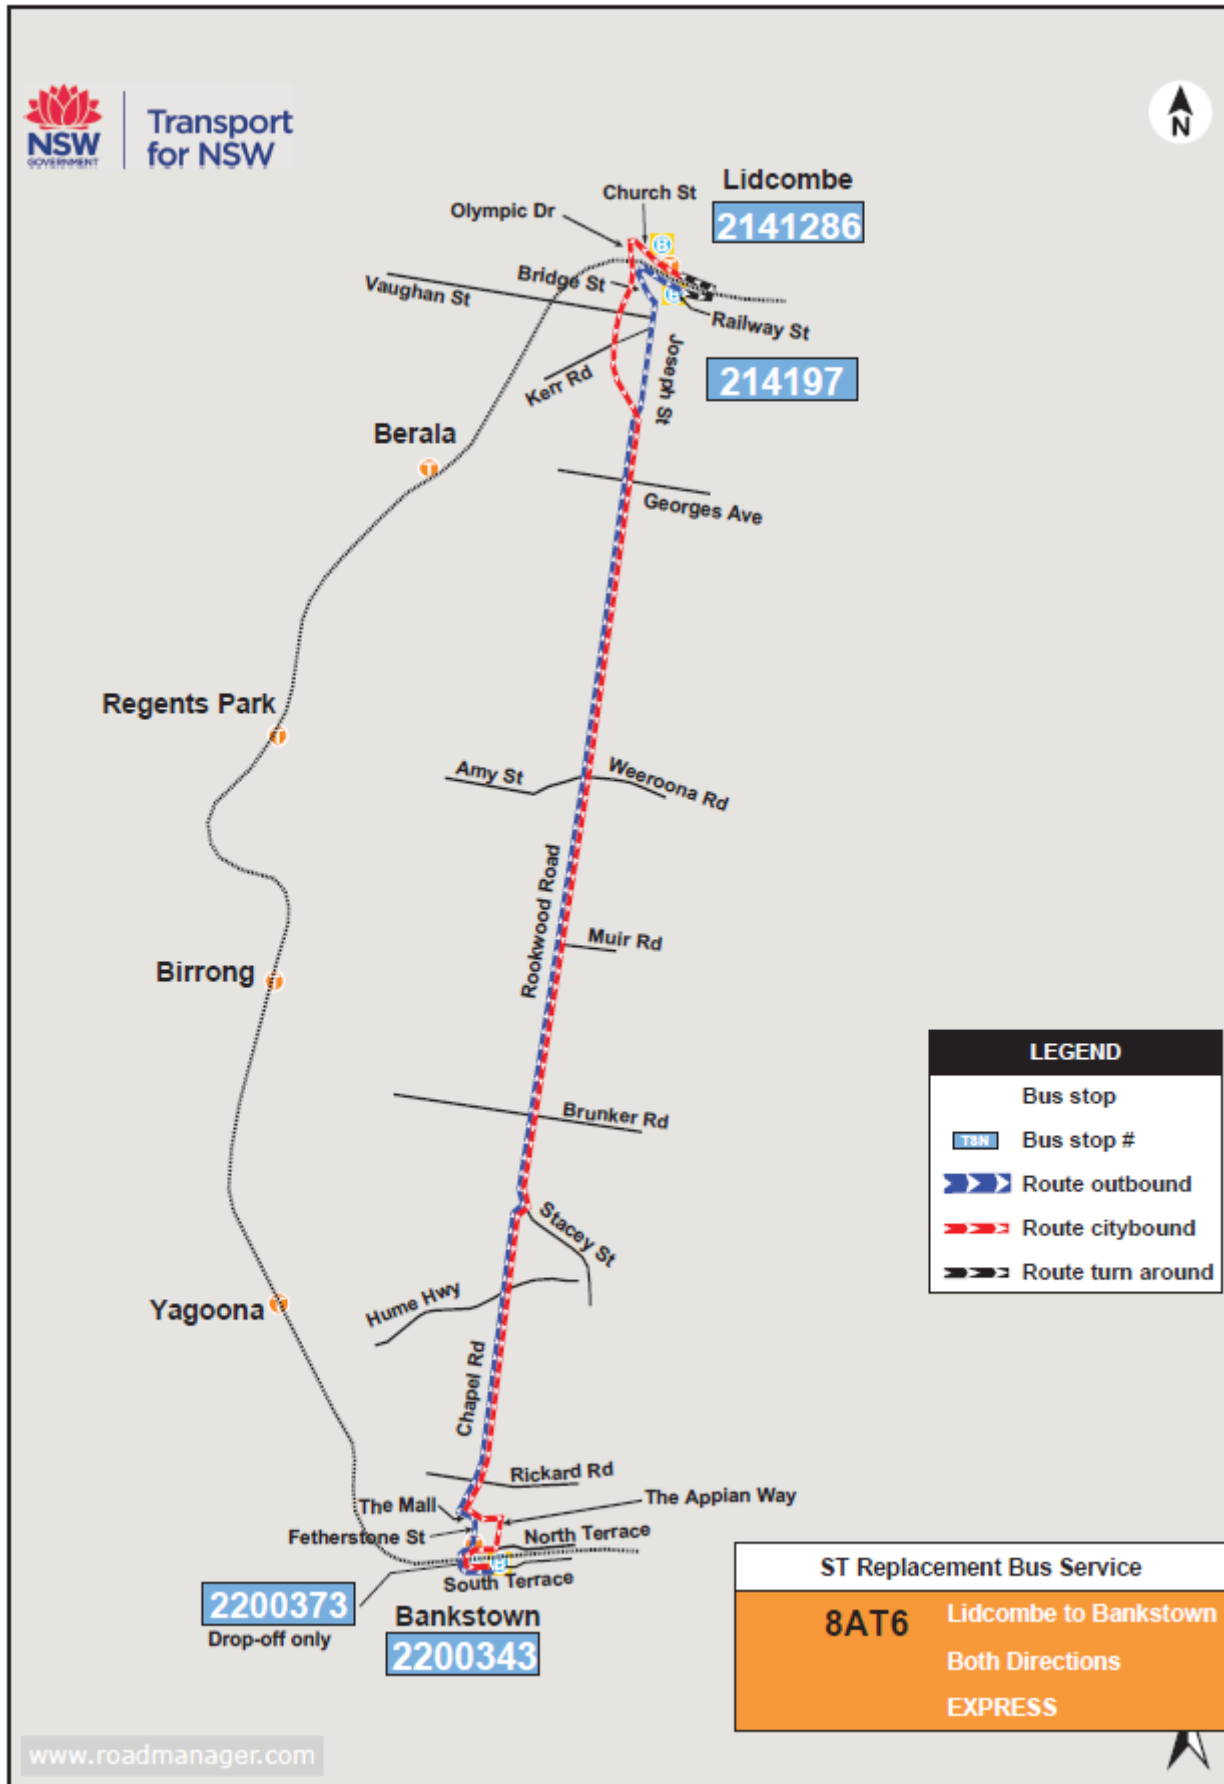 NSW
GOVERNMENT
Transport
for NSW
N
Lidcombe
2141286
Church St
Olympic Dr
Bridge St
Vaughan St
Railway St
214197
Kerr Rd
Joseph St
Berala
Georges Ave
Regents Park
Amy St
Weeroona Rd
Rookwood Road
Muir Rd
Birrong
Brunker Rd
Stacey St
Hume Hwy
Yagoona
Chapel Rd
Rickard Rd
The Mall
The Appian Way
Fetherstone St
North Terrace
South Terrace
2200373
Drop-off only
Bankstown
2200343
LEGEND
Bus stop
TSN Bus stop #
Route outbound
Route citybound
Route turn around
ST Replacement Bus Service
8AT6 Lidcombe to Bankstown
Both Directions
EXPRESS
www.roadmanager.com
B
B
B
T
T
T
T